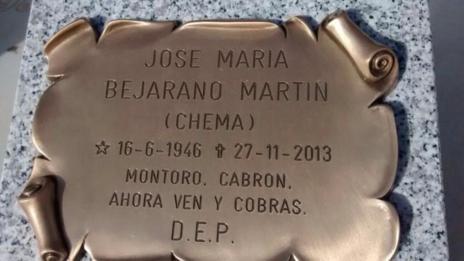 JOSE MARIA
BEJARANO MARTIN
(CHEMA)
☆ 16-6-1946 ✝ 27-11-2013
MONTORO, CABRON,
AHORA VEN Y COBRAS.
D.E.P.